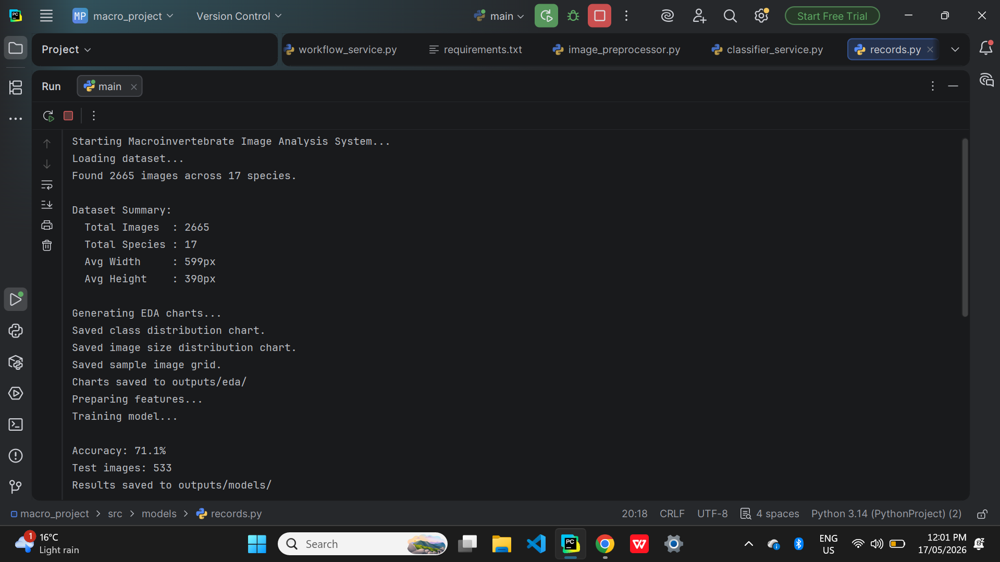 MP macro_project Version Control main Start Free Trial
Project workflow_service.py requirements.txt image_preprocessor.py classifier_service.py records.py
Run main
Starting Macroinvertebrate Image Analysis System...
Loading dataset...
Found 2665 images across 17 species.
Dataset Summary:
Total Images : 2665
Total Species : 17
Avg Width : 599px
Avg Height : 390px
Generating EDA charts...
Saved class distribution chart.
Saved image size distribution chart.
Saved sample image grid.
Charts saved to outputs/eda/
Preparing features...
Training model...
Accuracy: 71.1%
Test images: 533
Results saved to outputs/models/
macro_project > src > models > records.py 20:18 CRLF UTF-8 4 spaces Python 3.14 (PythonProject) (2)
1 16°C
Light rain
Search
PC
W
ENG
US
12:01 PM
17/05/2026